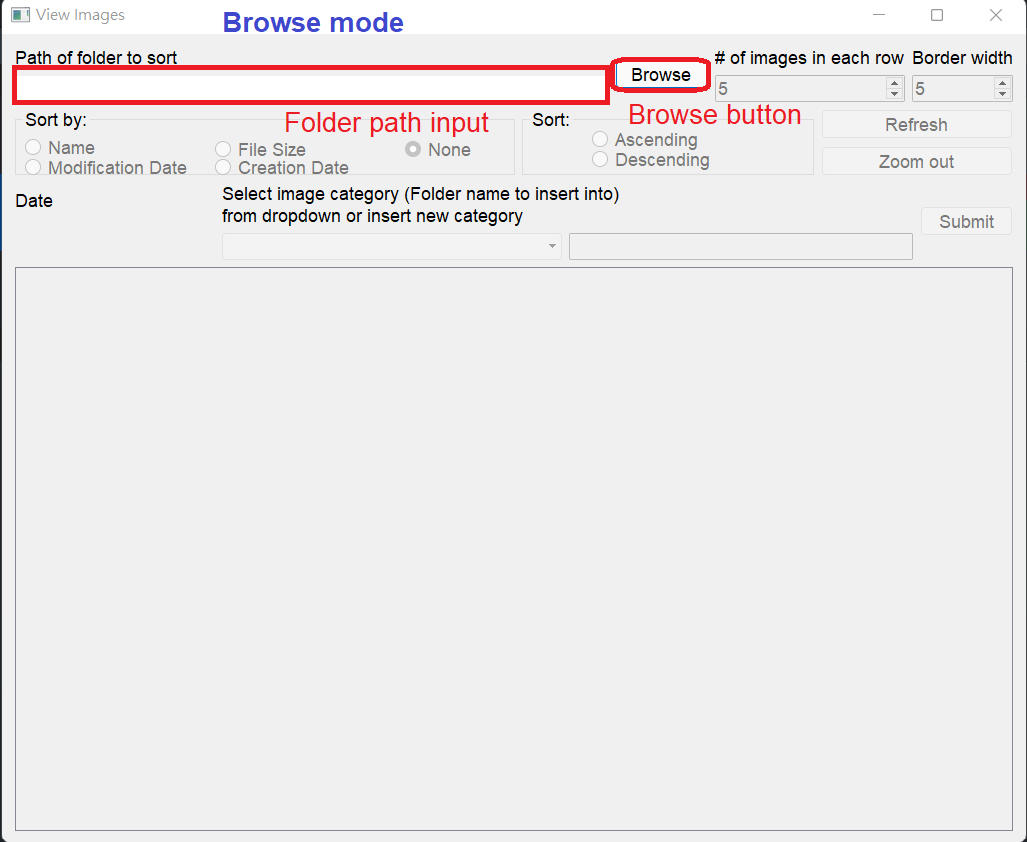 View Images
Browse mode
Path of folder to sort
Browse
# of images in each row
Border width
5
5
Folder path input
Browse button
Sort by:
Name
File Size
None
Modification Date
Creation Date
Sort:
Ascending
Descending
Refresh
Zoom out
Date
Select image category (Folder name to insert into)
from dropdown or insert new category
Submit